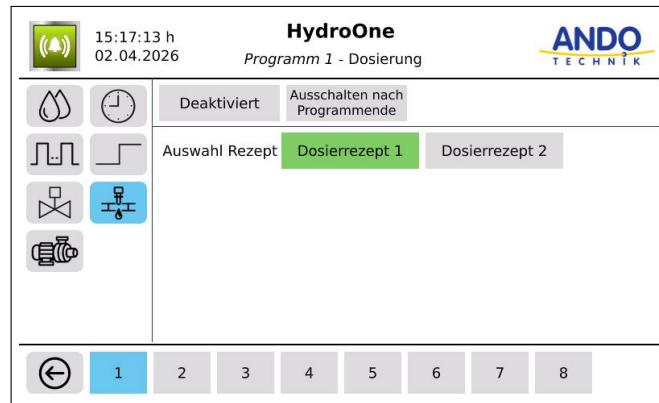 15:17:13 h
02.04.2026
HydroOne
Programm 1 - Dosierung
ANDO
TECHNIK
Deaktiviert
Ausschalten nach
Programmende
Auswahl Rezept Dosierrezept 1 Dosierrezept 2
1 2 3 4 5 6 7 8